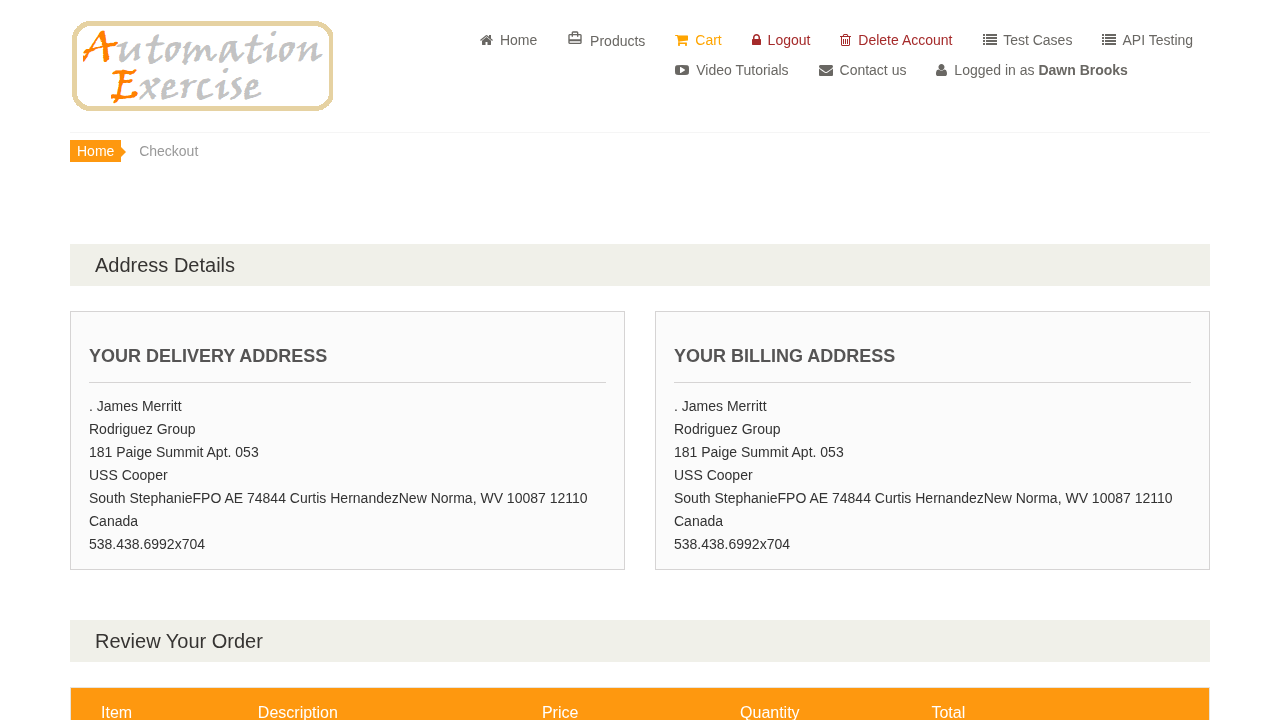 Automation
Exercise
Home
Products
Cart
Logout
Delete Account
Test Cases
API Testing
Video Tutorials
Contact us
Logged in as Dawn Brooks
Home
Checkout
Address Details
YOUR DELIVERY ADDRESS
. James Merritt
Rodriguez Group
181 Paige Summit Apt. 053
USS Cooper
South StephanieFPO AE 74844 Curtis HernandezNew Norma, WV 10087 12110
Canada
538.438.6992x704
YOUR BILLING ADDRESS
. James Merritt
Rodriguez Group
181 Paige Summit Apt. 053
USS Cooper
South StephanieFPO AE 74844 Curtis HernandezNew Norma, WV 10087 12110
Canada
538.438.6992x704
Review Your Order
Item Description Price Quantity Total